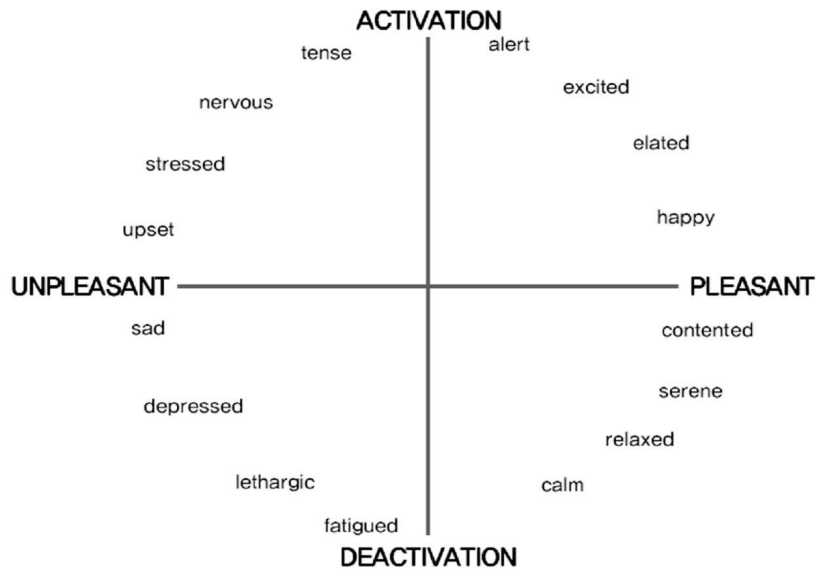 ACTIVATION
tense
alert
excited
nervous
elated
stressed
happy
upset
UNPLEASANT
PLEASANT
sad
contented
serene
depressed
relaxed
lethargic
calm
fatigued
DEACTIVATION